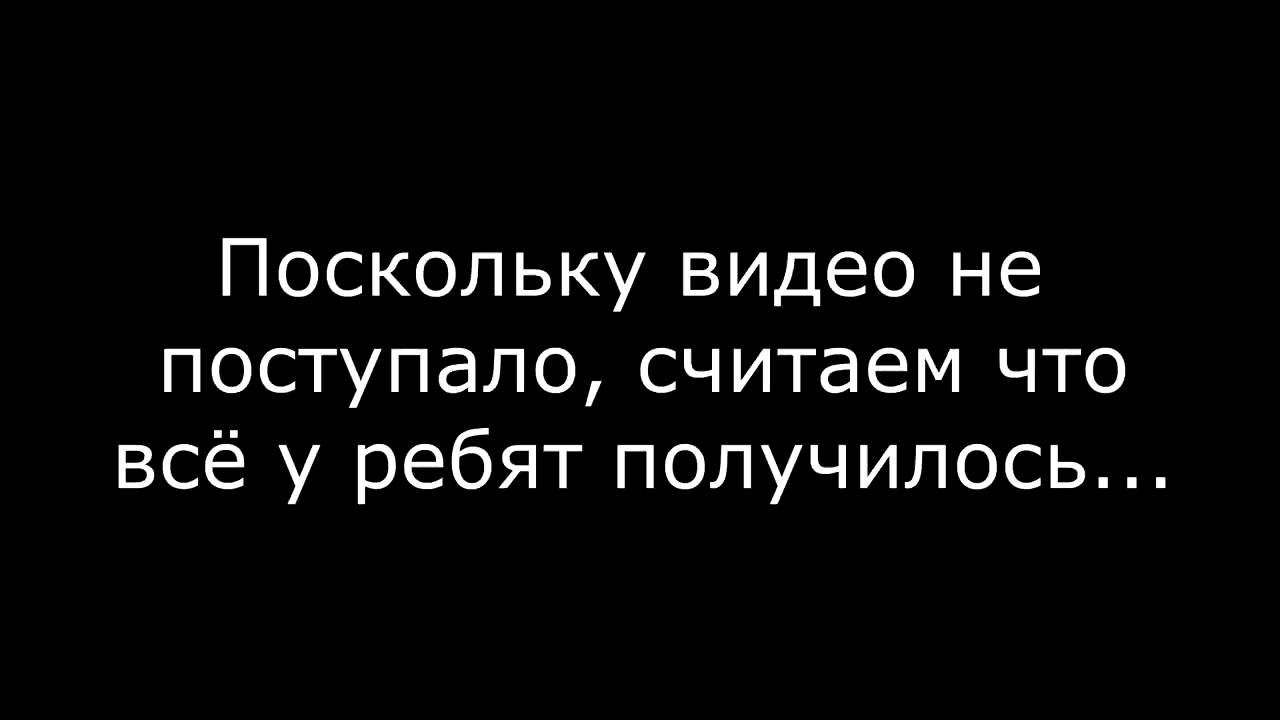 Поскольку видео не
поступало, считаем что
всё у ребят получилось...